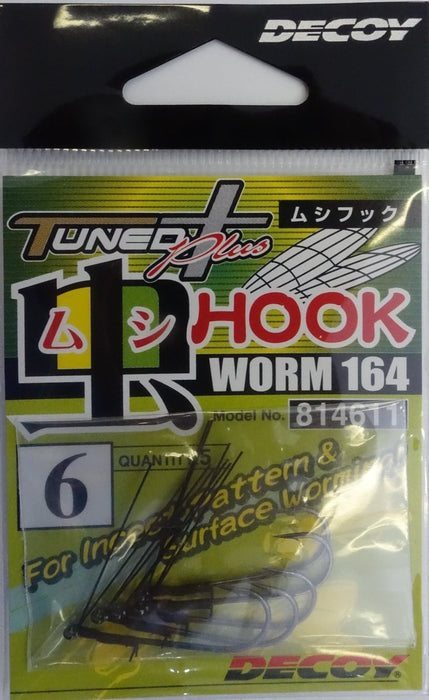 DECOY
TUNED Plus
ムシフック
虫 HOOK
ムシ
WORM 164
Model No. 814611
6
QUANTITY.5
For Insect Pattern &
Surface Worming
DECOY®